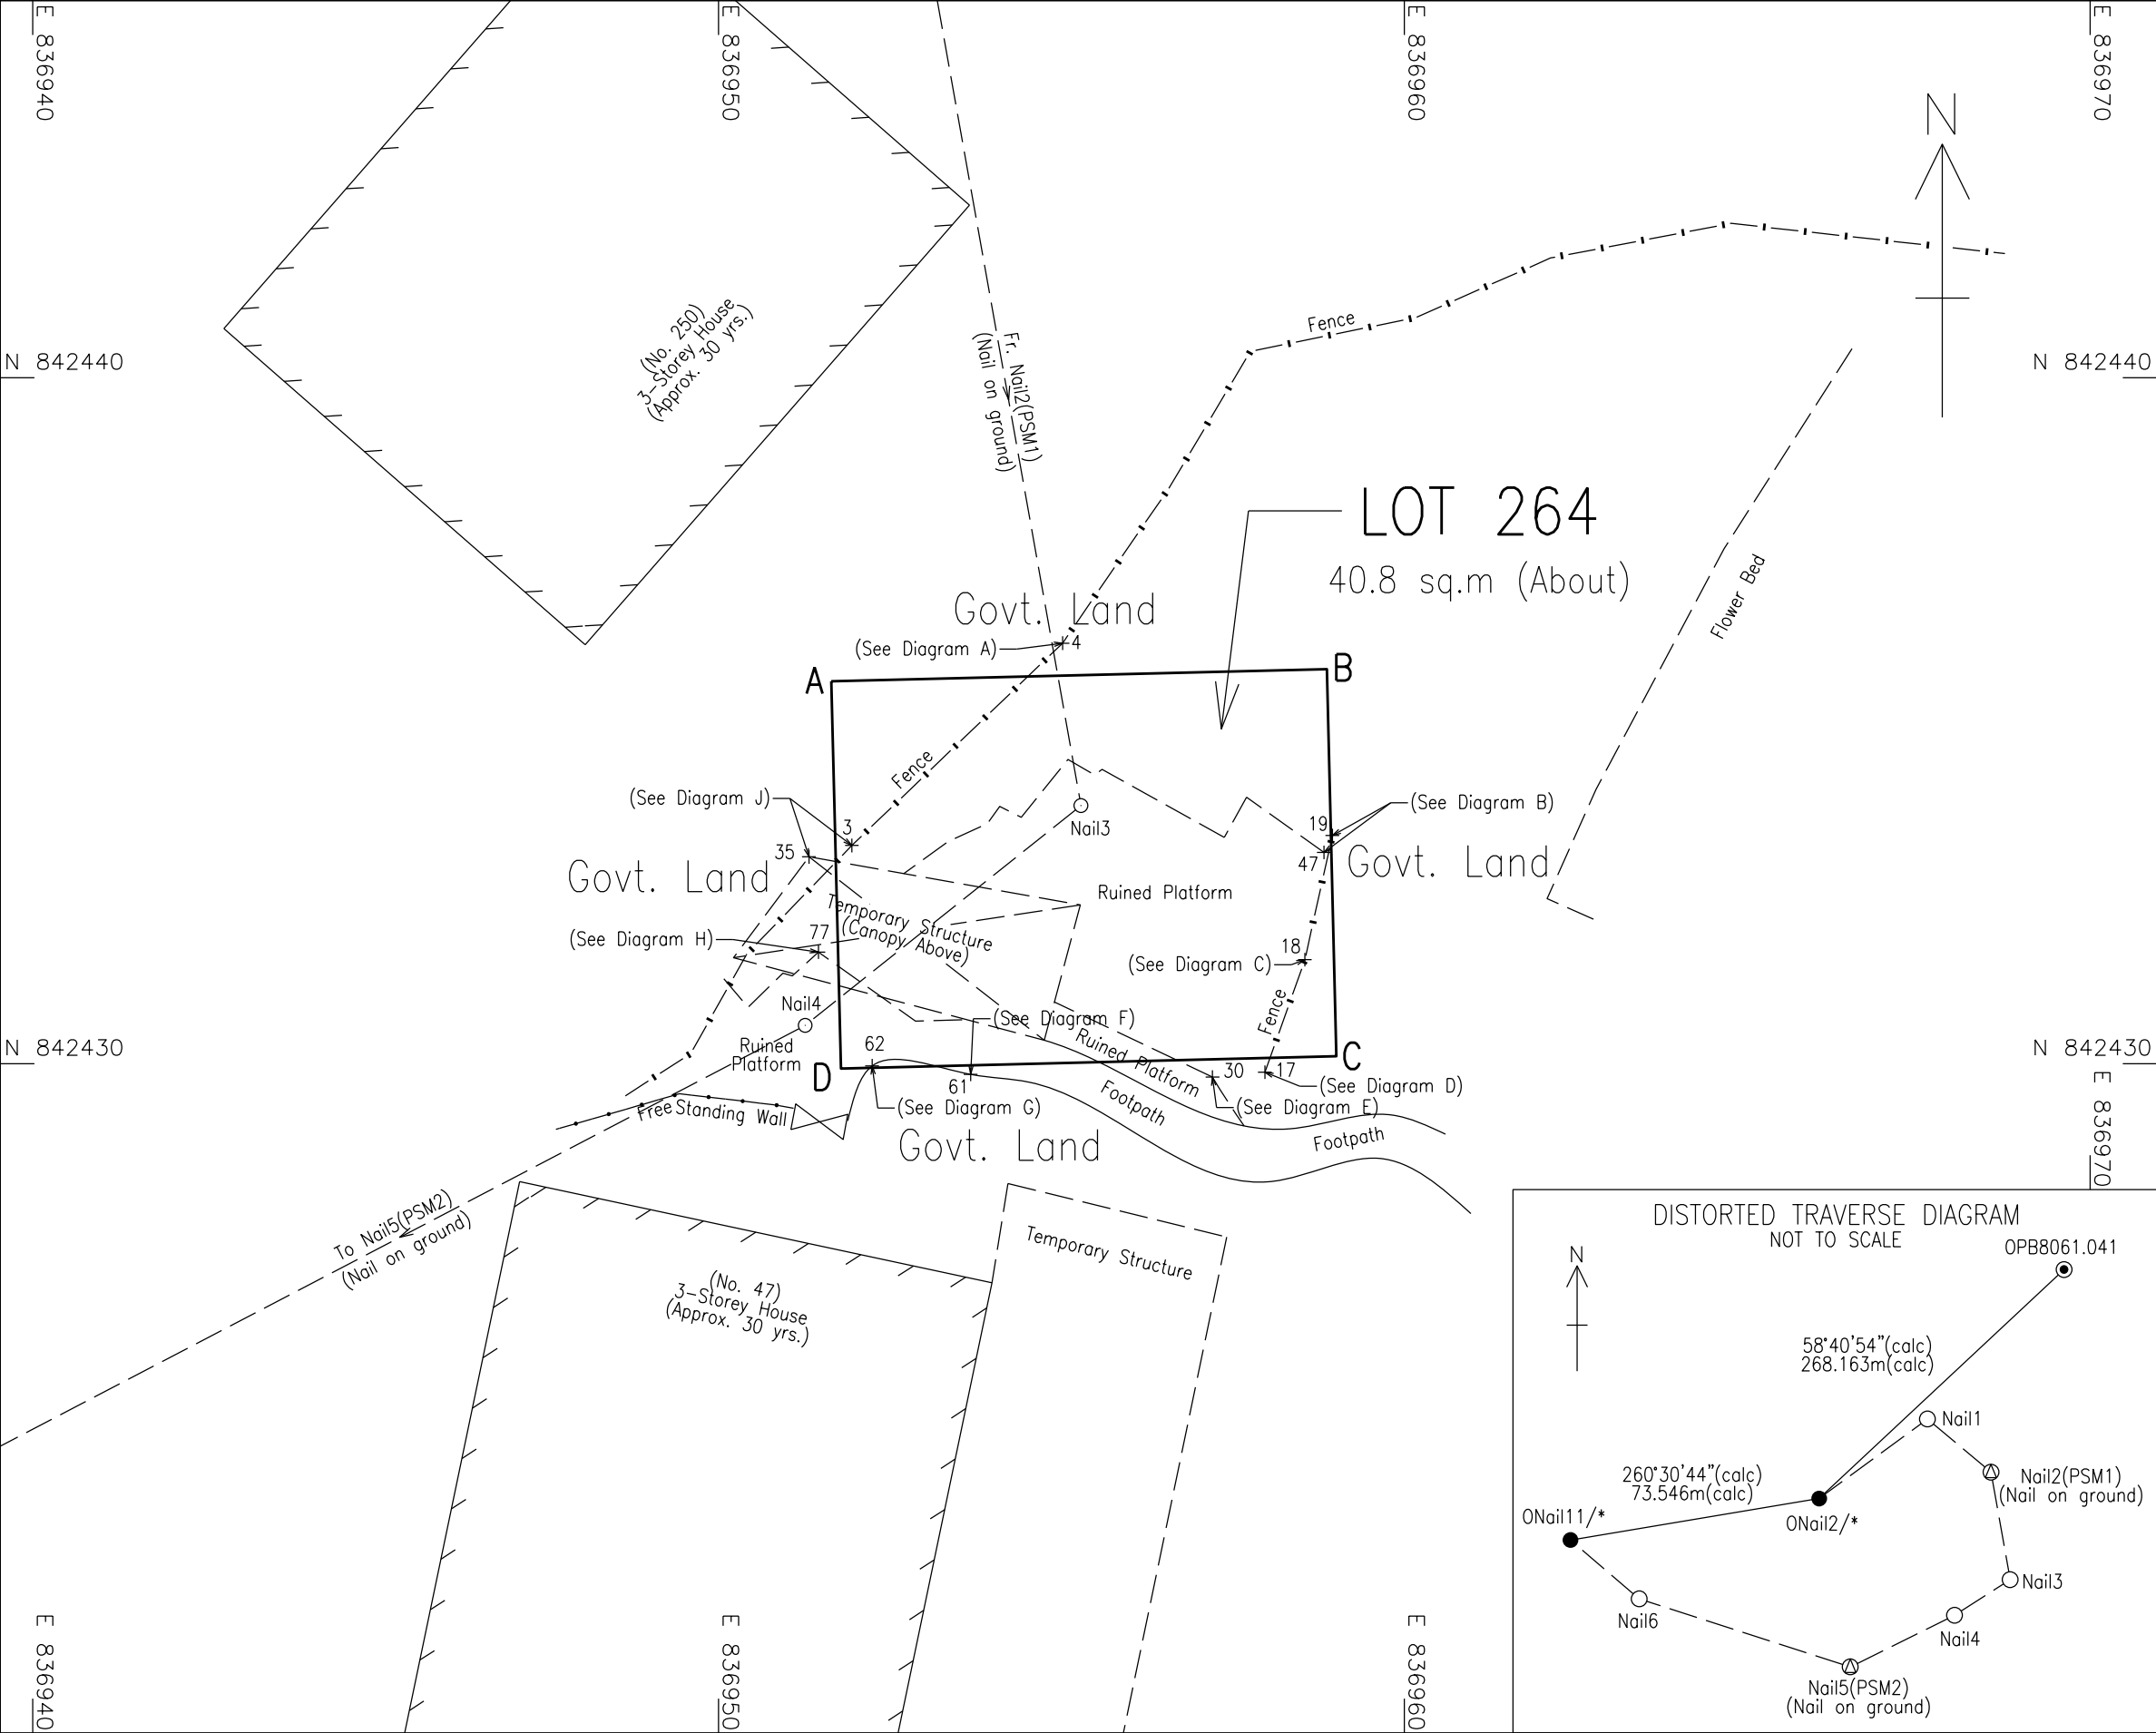 E 836940
E 836950
E 836960
E 836970
N
N 842440
N 842440
(No. 250)
3-Storey House
(Approx. 30 yrs.)
Fr. Nail2(PSM1)
(Nail on ground)
Fence
LOT 264
40.8 sq.m (About)
Flower Bed
Govt. Land
(See Diagram A)
4
A
B
Fence
(See Diagram J)
3
35
Nail3
(See Diagram B)
19
47
Govt. Land
Govt. Land
Ruined Platform
Temporary Structure
(Canopy Above)
77
(See Diagram H)
18
(See Diagram C)
Nail4
Fence
(See Diagram F)
Ruined
Platform
62
Ruined Platform
C
D
N 842430
N 842430
61
30
17
(See Diagram D)
(See Diagram G)
(See Diagram E)
Free Standing Wall
Footpath
Footpath
Govt. Land
E 836970
To Nail5(PSM2)
(Nail on ground)
Temporary Structure
(No. 47)
3-Storey House
(Approx. 30 yrs.)
DISTORTED TRAVERSE DIAGRAM
NOT TO SCALE
N
OPB8061.041
58°40'54"(calc)
268.163m(calc)
Nail1
260°30'44"(calc)
73.546m(calc)
Nail2(PSM1)
(Nail on ground)
ONail11/*
ONail2/*
Nail3
Nail6
Nail4
Nail5(PSM2)
(Nail on ground)
E 836940
E 836950
E 836960